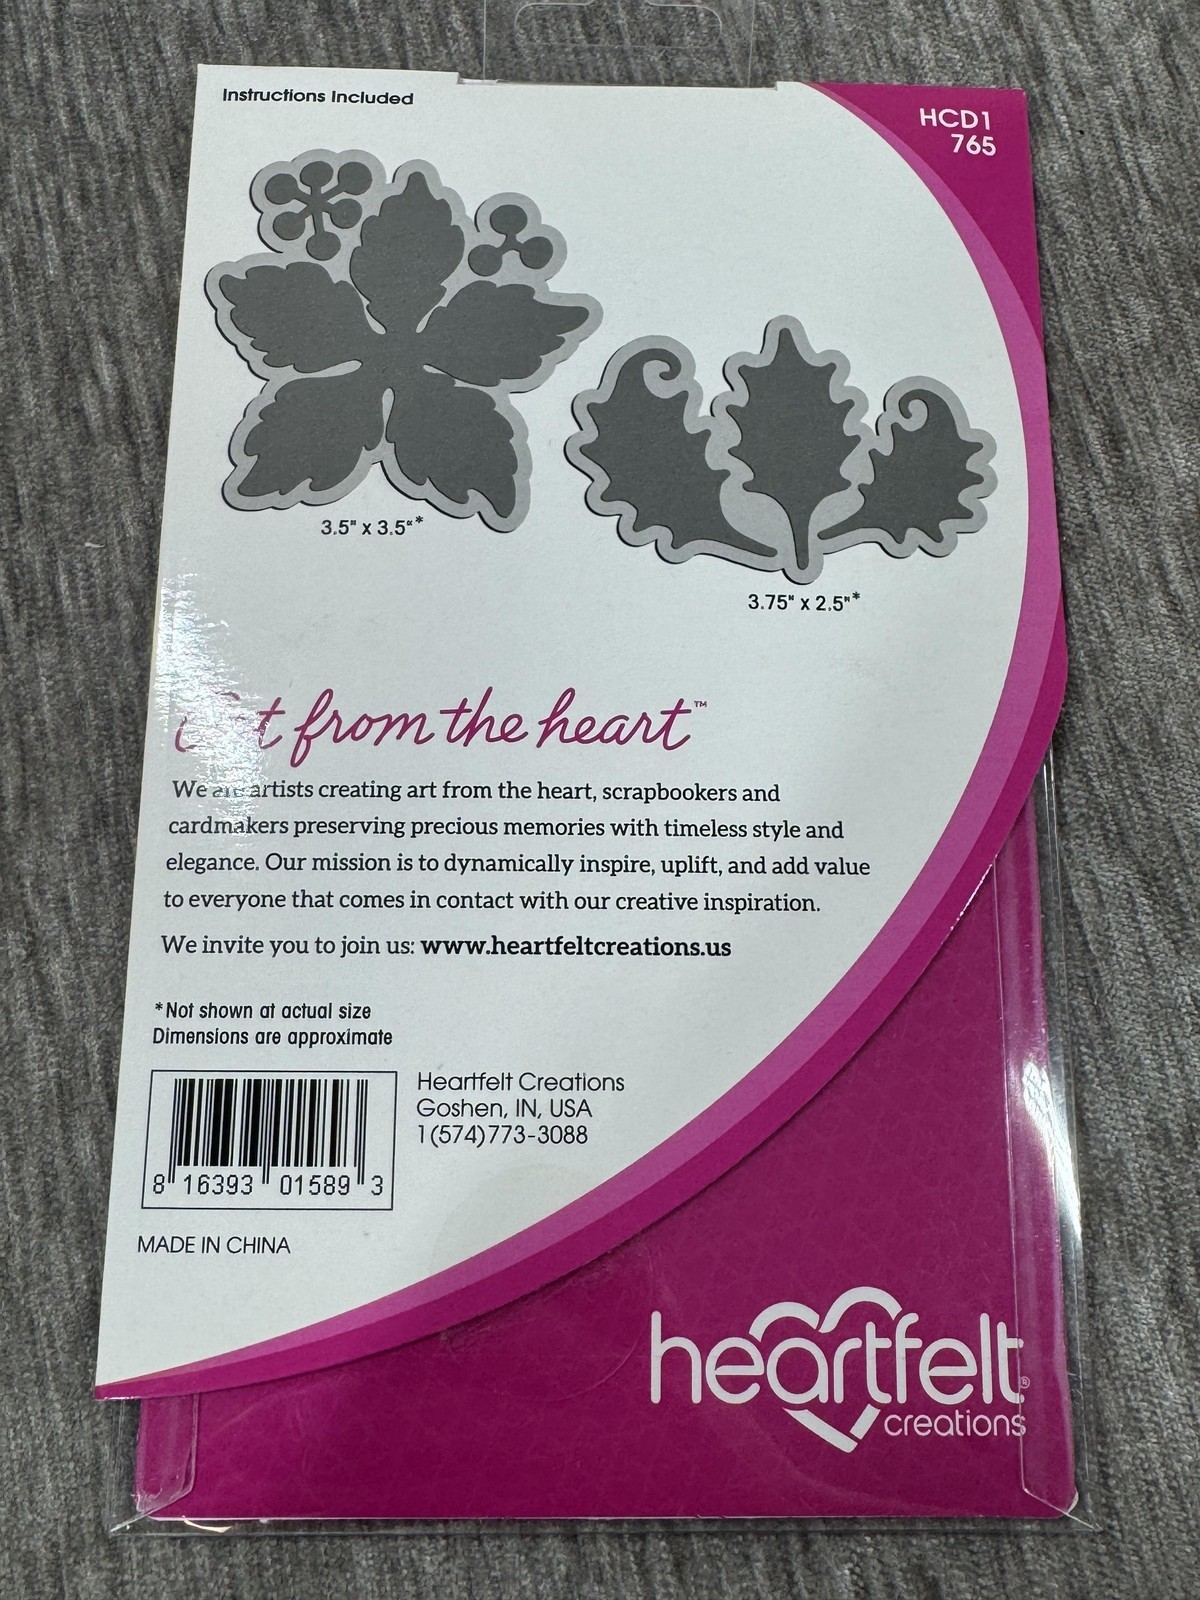 Instructions Included
HCD1
765
3.5" x 3.5"*
3.75" x 2.5"*
from the heart™
We are artists creating art from the heart, scrapbookers and
cardmakers preserving precious memories with timeless style and
elegance. Our mission is to dynamically inspire, uplift, and add value
to everyone that comes in contact with our creative inspiration.
We invite you to join us: www.heartfeltcreations.us
*Not shown at actual size
Dimensions are approximate
Heartfelt Creations
Goshen, IN, USA
1(574)773-3088
8 16393 01589 3
MADE IN CHINA
heartfelt®
creations